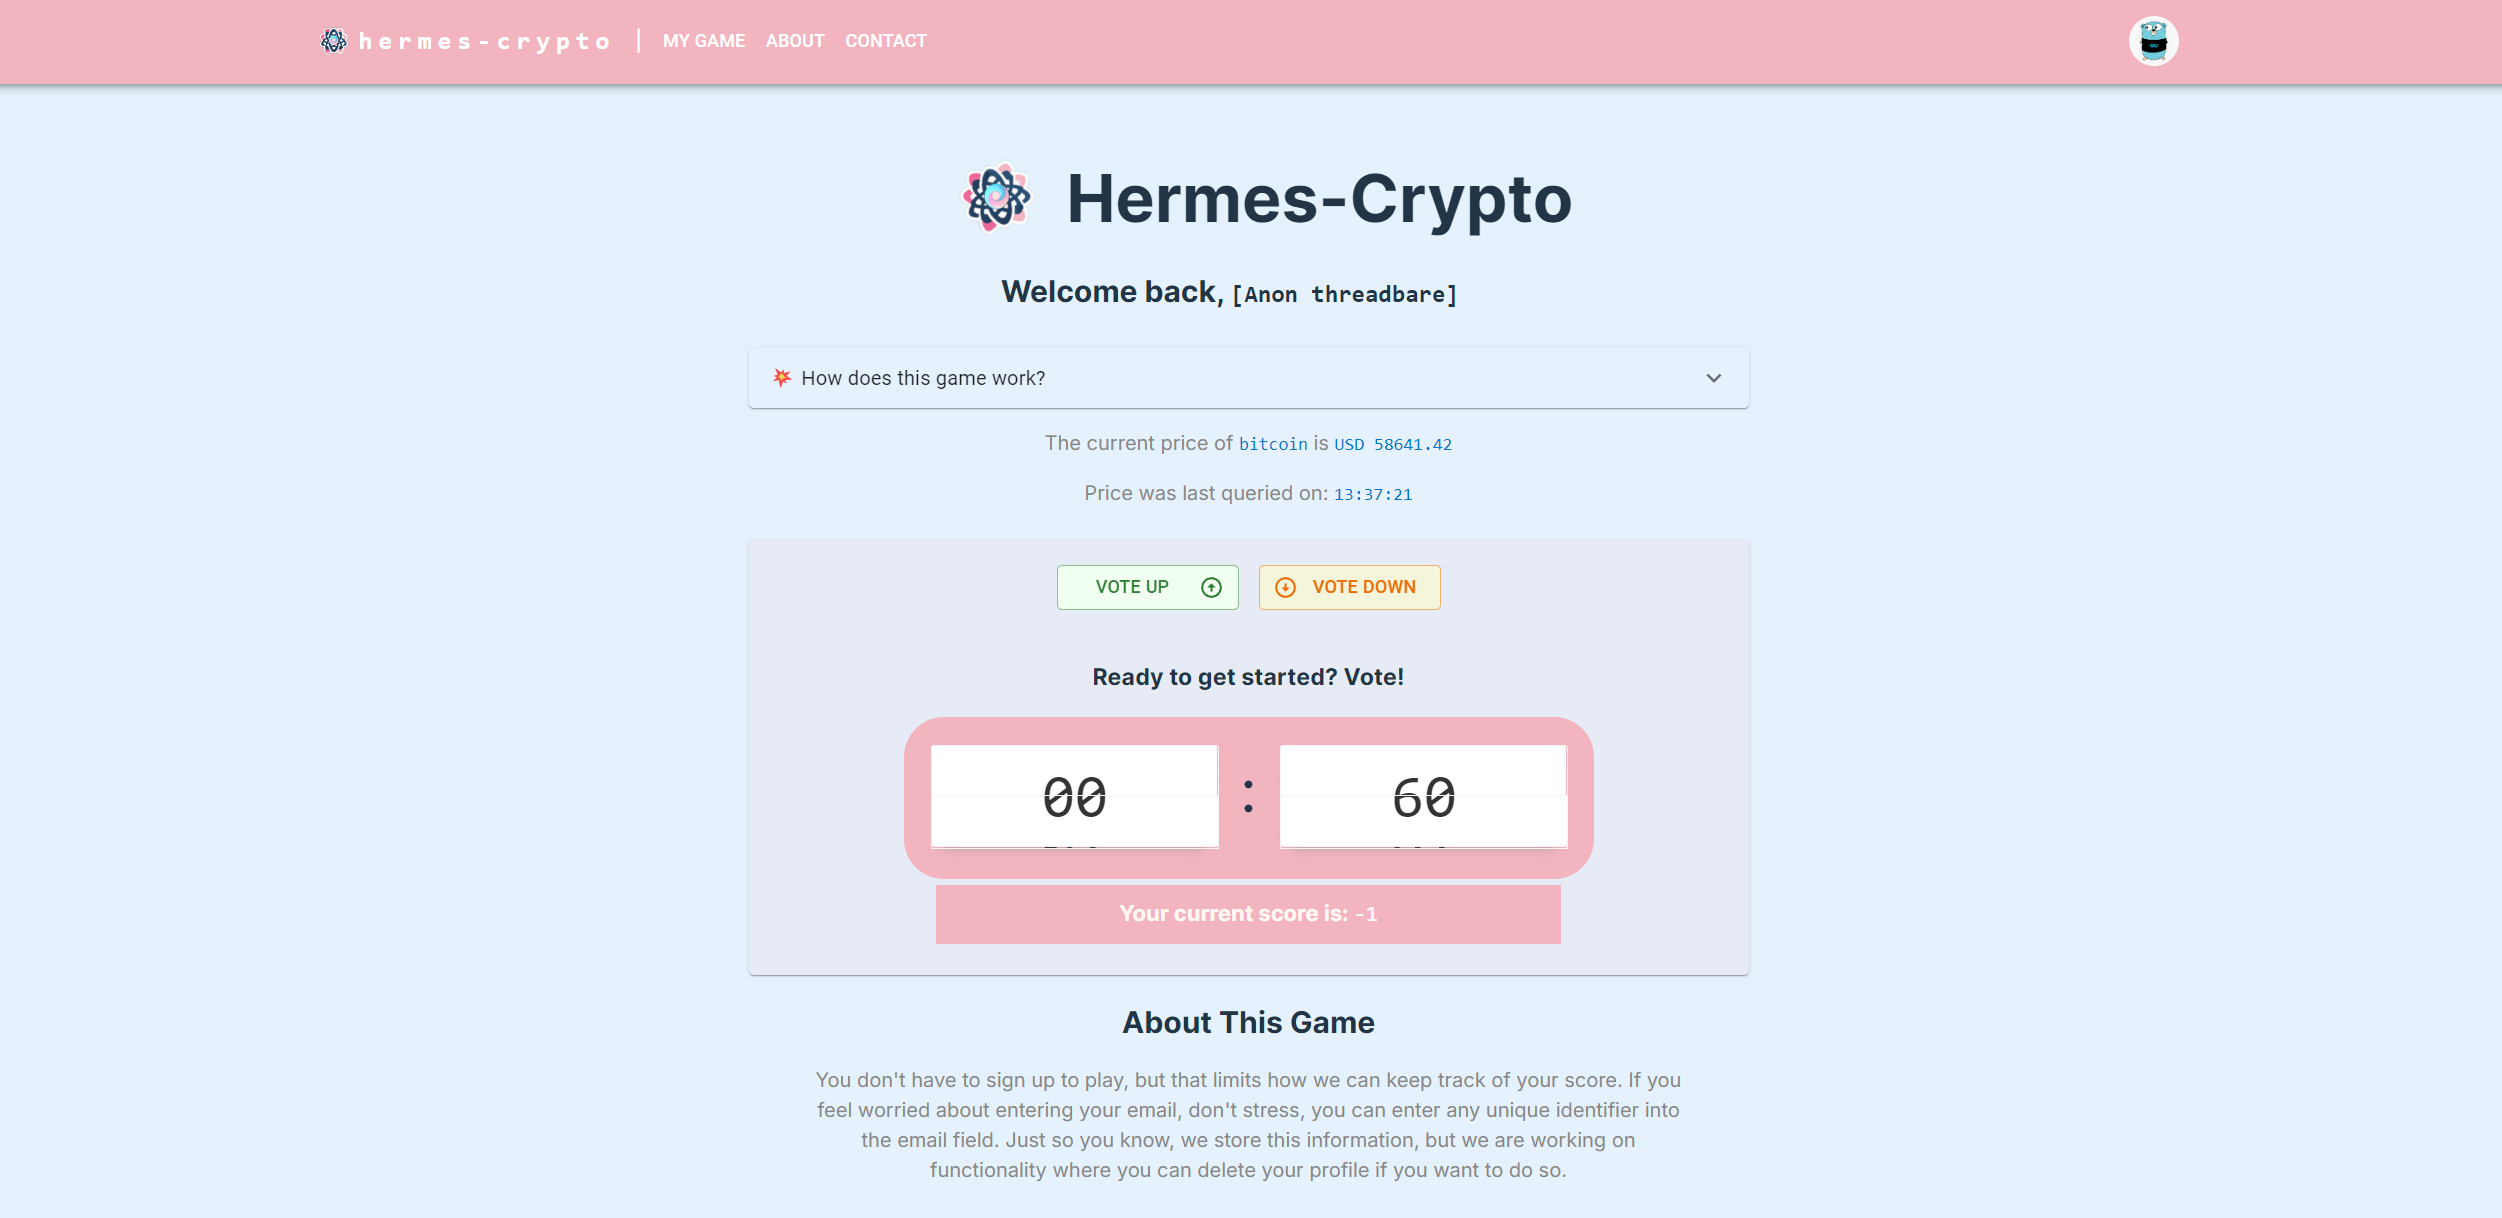 hermes-crypto | MY GAME ABOUT CONTACT
Hermes-Crypto
Welcome back, [Anon threadbare]
How does this game work?
The current price of bitcoin is USD 58641.42
Price was last queried on: 13:37:21
VOTE UP VOTE DOWN
Ready to get started? Vote!
00 : 60
Your current score is: -1
About This Game
You don't have to sign up to play, but that limits how we can keep track of your score. If you
feel worried about entering your email, don't stress, you can enter any unique identifier into
the email field. Just so you know, we store this information, but we are working on
functionality where you can delete your profile if you want to do so.